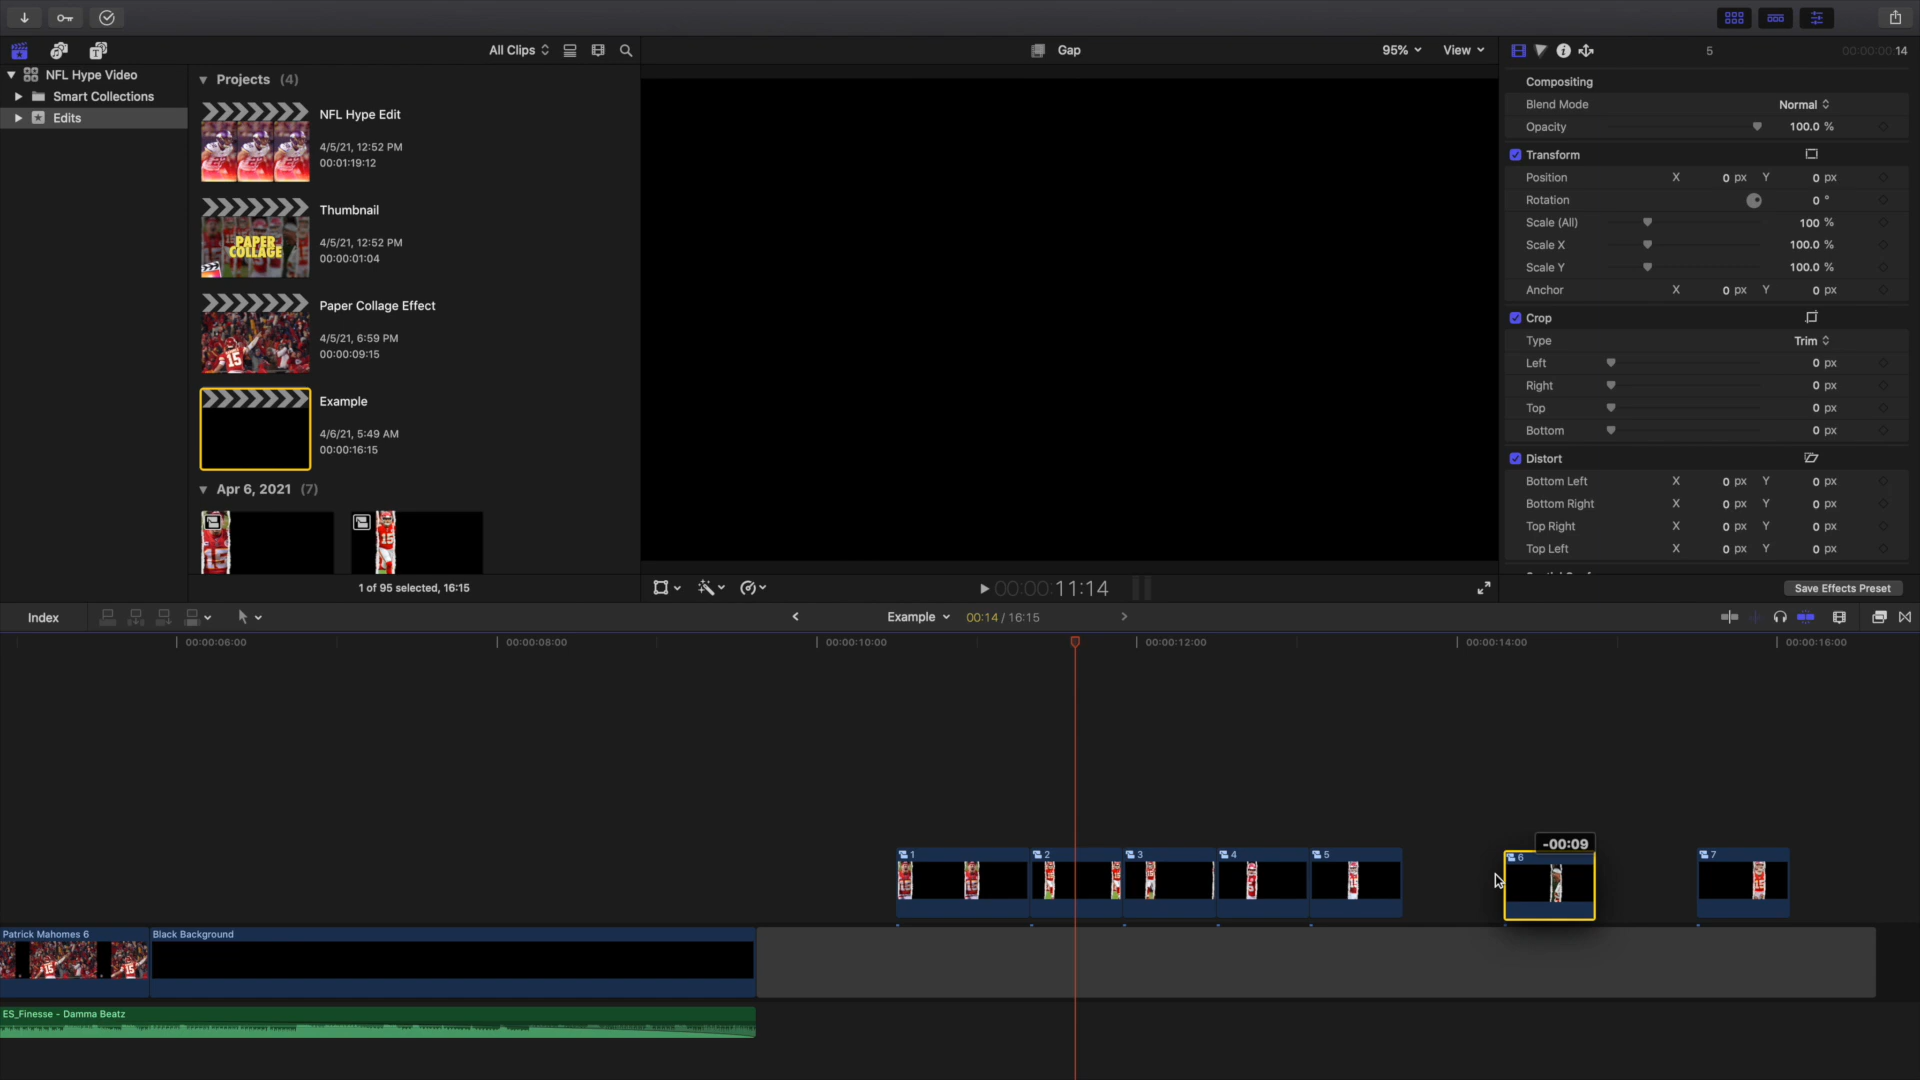 All Clips
Gap
95%
View
5
00:00:00:14
NFL Hype Video
Smart Collections
Edits
Projects (4)
NFL Hype Edit
4/5/21, 12:52 PM
00:01:19:12
Thumbnail
4/5/21, 12:52 PM
00:00:01:04
PAPER
COLLAGE
Paper Collage Effect
4/5/21, 6:59 PM
00:00:09:15
15
Example
4/6/21, 5:49 AM
00:00:16:15
Apr 6, 2021 (7)
15
15
1 of 95 selected, 16:15
00:00:11:14
Compositing
Blend Mode Normal
Opacity 100.0 %
Transform
Position X 0 px Y 0 px
Rotation 0 °
Scale (All) 100 %
Scale X 100.0 %
Scale Y 100.0 %
Anchor X 0 px Y 0 px
Crop
Type Trim
Left 0 px
Right 0 px
Top 0 px
Bottom 0 px
Distort
Bottom Left X 0 px Y 0 px
Bottom Right X 0 px Y 0 px
Top Right X 0 px Y 0 px
Top Left X 0 px Y 0 px
Save Effects Preset
Index
Example
00:14 / 16:15
00:00:06:00
00:00:08:00
00:00:10:00
00:00:12:00
00:00:14:00
00:00:16:00
-00:09
1
2
3
4
5
6
7
Patrick Mahomes 6
Black Background
ES_Finesse - Damma Beatz